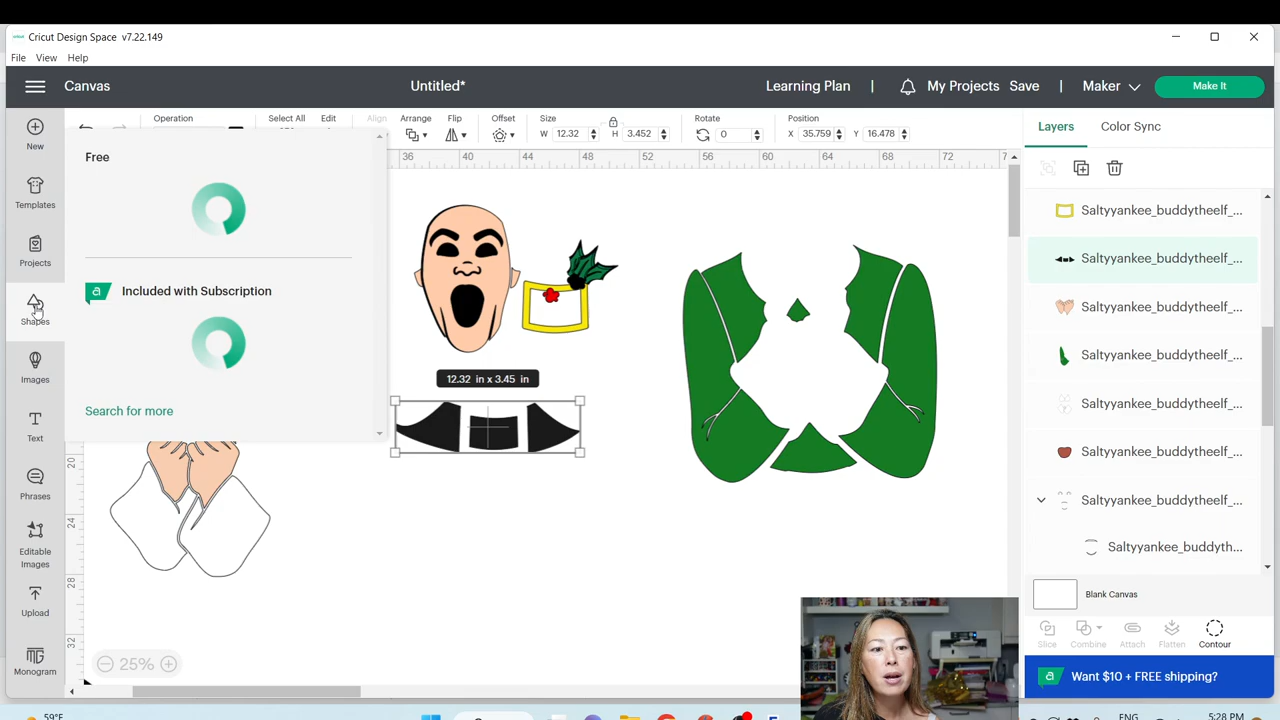 Cricut Design Space v7.22.149
File View Help
Canvas
Untitled*
Learning Plan | My Projects Save | Maker Make It
Operation Select All Edit Align Arrange Flip Offset Size Rotate Position
W 12.32 H 3.452 0 X 35.759 Y 16.478
Layers Color Sync
New
Templates
Projects
Shapes
Images
Text
Phrases
Editable
Images
Upload
Monogram
Free
Included with Subscription
Search for more
36 40 44 48 52 56 60 64 68 72 7
12.32 in x 3.45 in
20
24
28
32
25%
Saltyyankee_buddytheelf_...
Saltyyankee_buddytheelf_...
Saltyyankee_buddytheelf_...
Saltyyankee_buddytheelf_...
Saltyyankee_buddytheelf_...
Saltyyankee_buddytheelf_...
Saltyyankee_buddytheelf_...
Saltyyankee_buddyth...
Blank Canvas
Slice Combine Attach Flatten Contour
Want $10 + FREE shipping?
59°F
ENG
5:28 PM